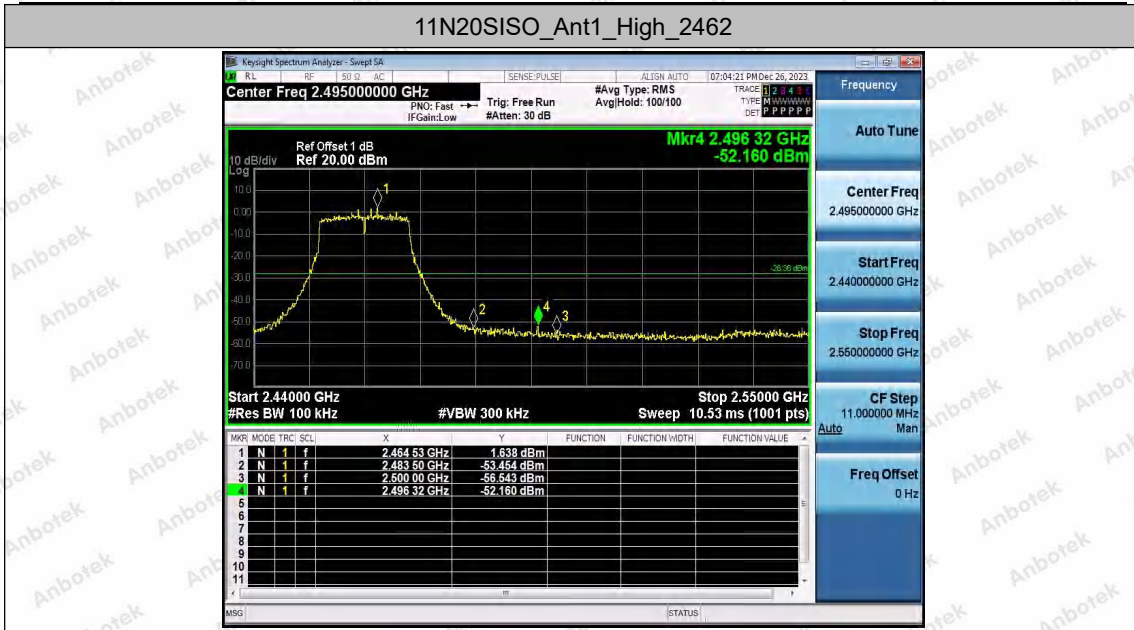 11N20SISO_Ant1_High_2462
Keysight Spectrum Analyzer - Swept SA
RL RF 50 Ω AC SENSE:PULSE ALIGN AUTO 07:04:21 PM Dec 26, 2023
Center Freq 2.495000000 GHz
PNO: Fast
IFGain:Low
Trig: Free Run
#Atten: 30 dB
#Avg Type: RMS
Avg|Hold: 100/100
TRACE 1 2 3 4 5 6
TYPE M WWWWW
DET P P P P P P
Ref Offset 1 dB
10 dB/div Ref 20.00 dBm
Log
Mkr4 2.496 32 GHz
-52.160 dBm
10.0
0.00
-10.0
-20.0
-30.0
-40.0
-50.0
-60.0
-70.0
1
2
4
3
-28.36 dBm
Start 2.44000 GHz Stop 2.55000 GHz
#Res BW 100 kHz #VBW 300 kHz Sweep 10.53 ms (1001 pts)
MKR MODE TRC SCL X Y FUNCTION FUNCTION WIDTH FUNCTION VALUE
1 N 1 f 2.464 53 GHz 1.638 dBm
2 N 1 f 2.483 50 GHz -53.454 dBm
3 N 1 f 2.500 00 GHz -56.543 dBm
4 N 1 f 2.496 32 GHz -52.160 dBm
5
6
7
8
9
10
11
MSG STATUS
Frequency
Auto Tune
Center Freq
2.495000000 GHz
Start Freq
2.440000000 GHz
Stop Freq
2.550000000 GHz
CF Step
11.000000 MHz
Auto Man
Freq Offset
0 Hz
Anbotek